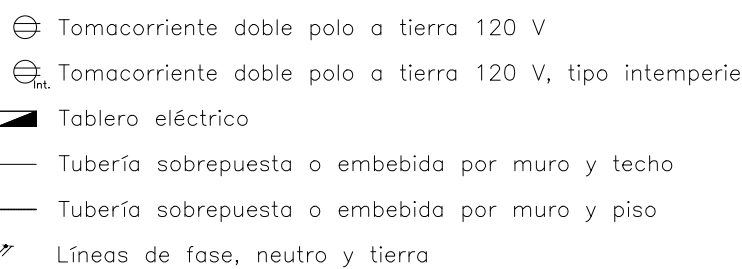 Tomacorriente doble polo a tierra 120 V
Int. Tomacorriente doble polo a tierra 120 V, tipo intemperie
Tablero eléctrico
Tubería sobrepuesta o embebida por muro y techo
Tubería sobrepuesta o embebida por muro y piso
Líneas de fase, neutro y tierra